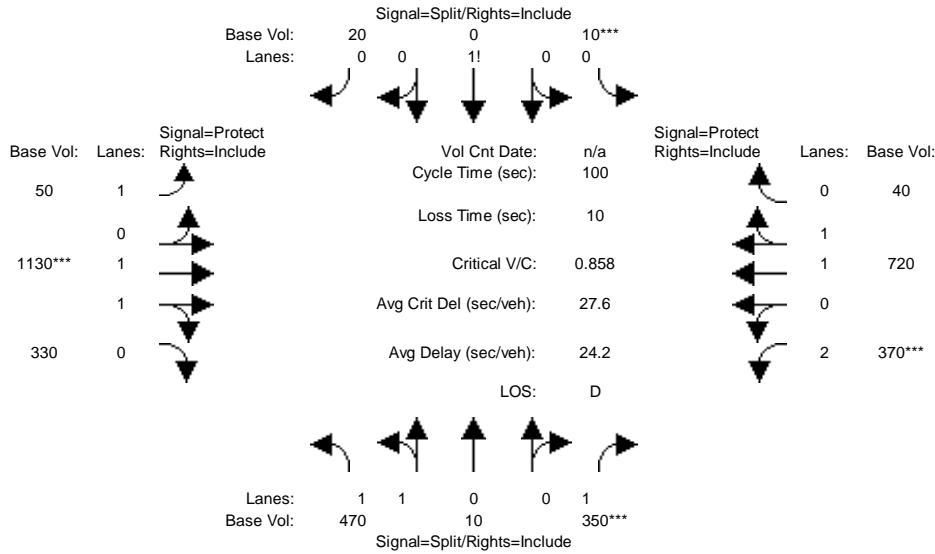 Signal=Split/Rights=Include
Base Vol: 20 0 10***
Lanes: 0 0 1! 0 0
Signal=Protect Signal=Protect
Base Vol: Lanes: Rights=Include Vol Cnt Date: n/a Rights=Include Lanes: Base Vol:
Cycle Time (sec): 100
50 1 0 40
Loss Time (sec): 10
0 1
1130*** 1 Critical V/C: 0.858 1 720
1 Avg Crit Del (sec/veh): 27.6 0
330 0 Avg Delay (sec/veh): 24.2 2 370***
LOS: D
Lanes: 1 1 0 0 1
Base Vol: 470 10 350***
Signal=Split/Rights=Include